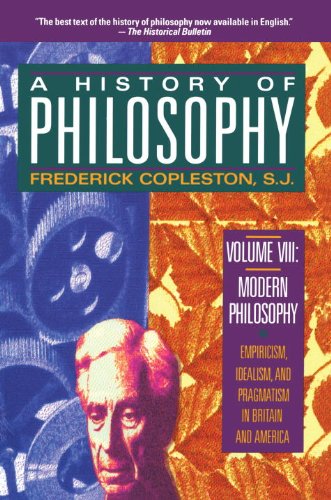 "The best text of the history of philosophy now available in English."
— The Historical Bulletin
A HISTORY OF
PHILOSOPHY
FREDERICK COPLESTON, S.J.
VOLUME VIII:
MODERN
PHILOSOPHY
EMPIRICISM,
IDEALISM, AND
PRAGMATISM
IN BRITAIN
AND AMERICA